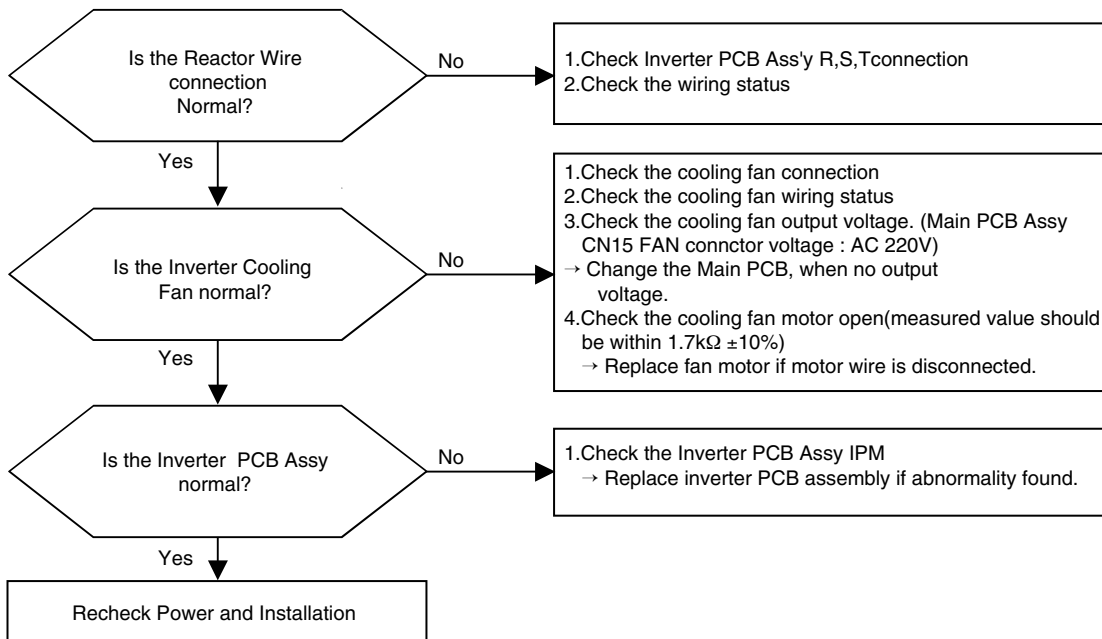 Is the Reactor Wire
connection
Normal?
No
1.Check Inverter PCB Ass'y R,S,Tconnection
2.Check the wiring status
Yes
Is the Inverter Cooling
Fan normal?
No
1.Check the cooling fan connection
2.Check the cooling fan wiring status
3.Check the cooling fan output voltage. (Main PCB Assy
CN15 FAN connctor voltage : AC 220V)
→ Change the Main PCB, when no output
voltage.
4.Check the cooling fan motor open(measured value should
be within 1.7kΩ ±10%)
→ Replace fan motor if motor wire is disconnected.
Yes
Is the Inverter PCB Assy
normal?
No
1.Check the Inverter PCB Assy IPM
→ Replace inverter PCB assembly if abnormality found.
Yes
Recheck Power and Installation